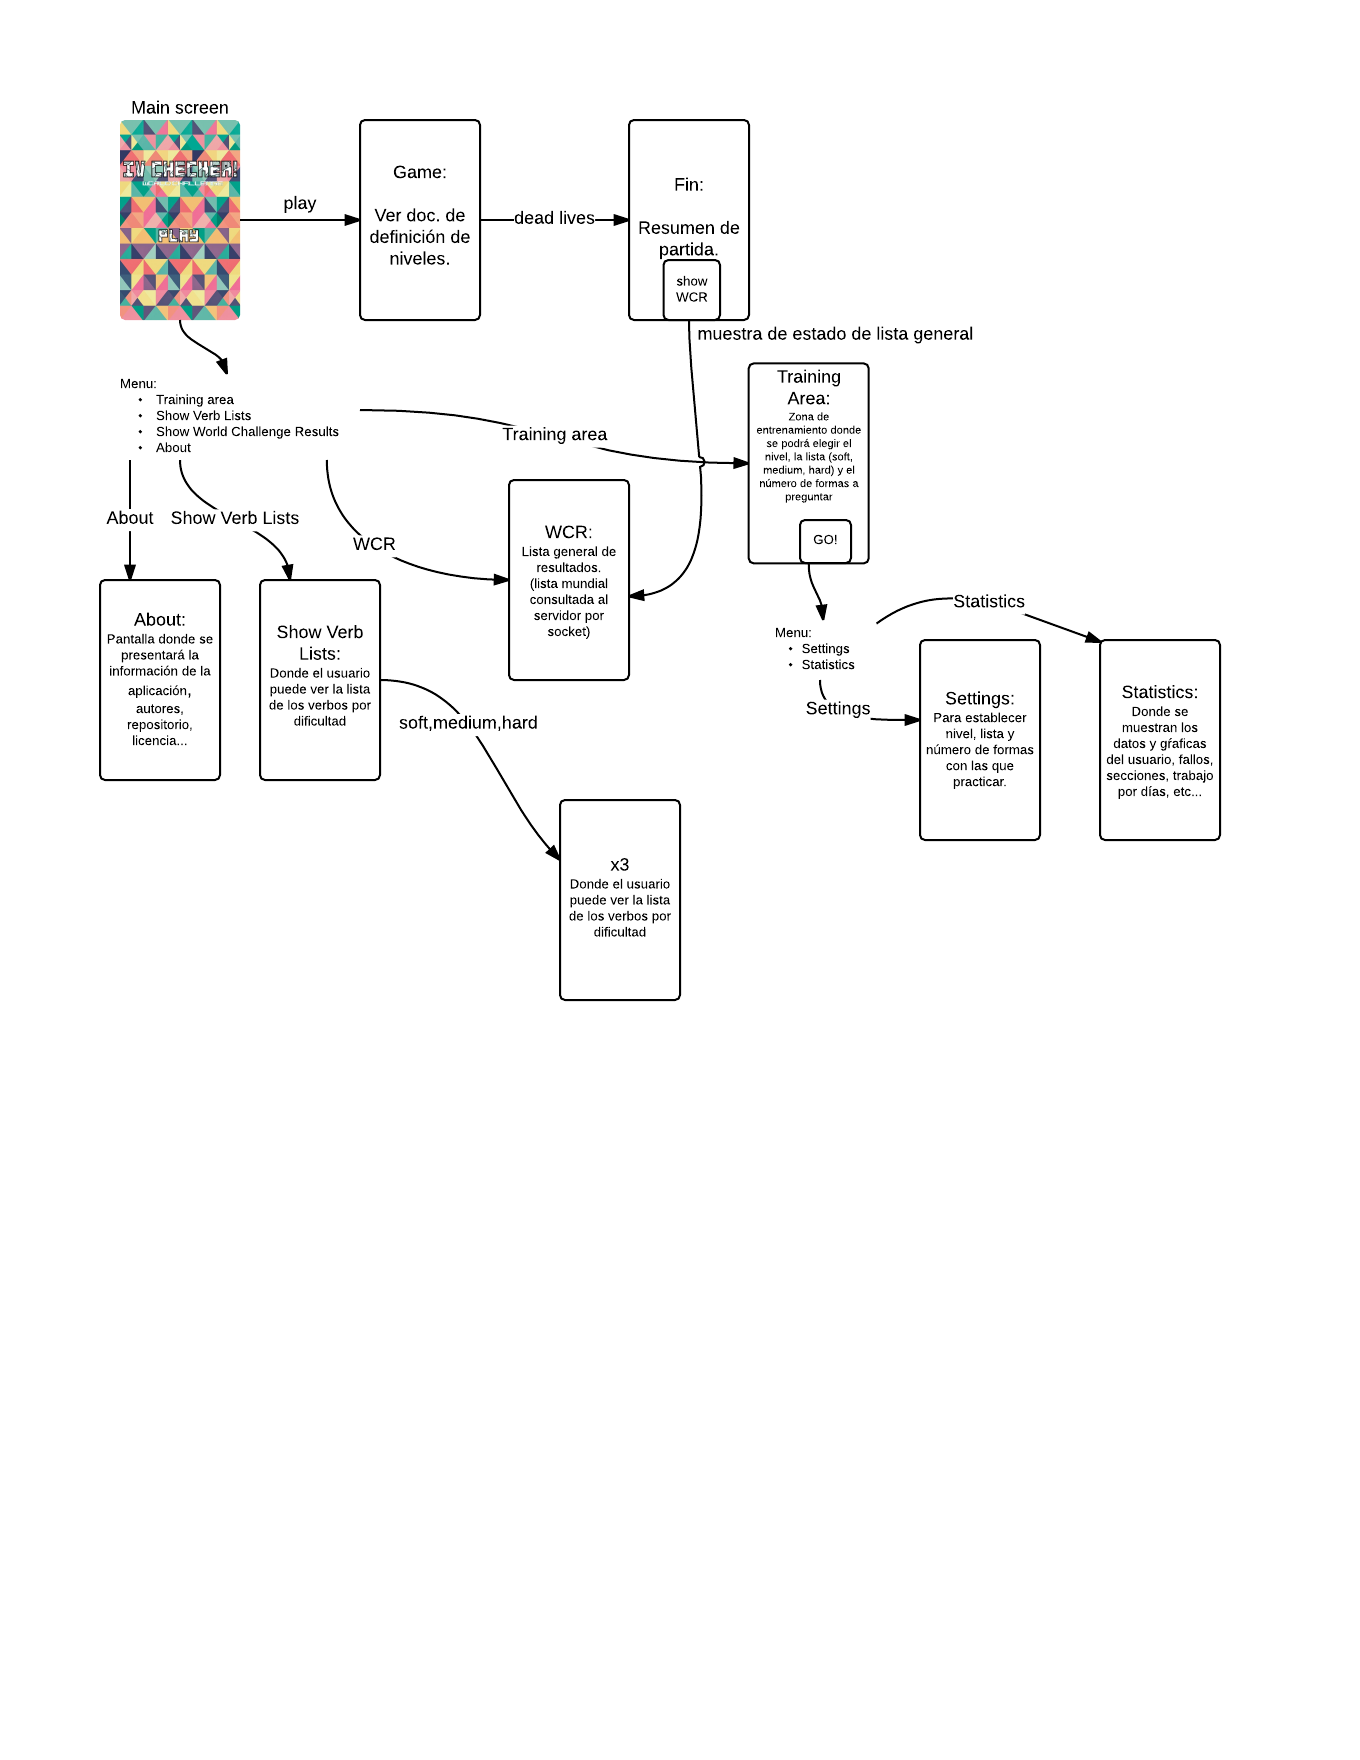 Main screen
IV CHECKER!
PLAY
play
Game:
Ver doc. de
definición de
niveles.
dead lives
Fin:
Resumen de
partida.
show
WCR
muestra de estado de lista general
Menu:
• Training area
• Show Verb Lists
• Show World Challenge Results
• About
Training area
Training
Area:
Zona de
entrenamiento donde
se podrá elegir el
nivel, la lista (soft,
medium, hard) y el
número de formas a
preguntar
GO!
About
Show Verb Lists
WCR
WCR:
Lista general de
resultados.
(lista mundial
consultada al
servidor por
socket)
About:
Pantalla donde se
presentará la
información de la
aplicación,
autores,
repositorio,
licencia...
Show Verb
Lists:
Donde el usuario
puede ver la lista
de los verbos por
dificultad
soft,medium,hard
x3
Donde el usuario
puede ver la lista
de los verbos por
dificultad
Menu:
• Settings
• Statistics
Statistics
Settings
Settings:
Para establecer
nivel, lista y
número de formas
con las que
practicar.
Statistics:
Donde se
muestran los
datos y gŕaficas
del usuario, fallos,
secciones, trabajo
por días, etc...